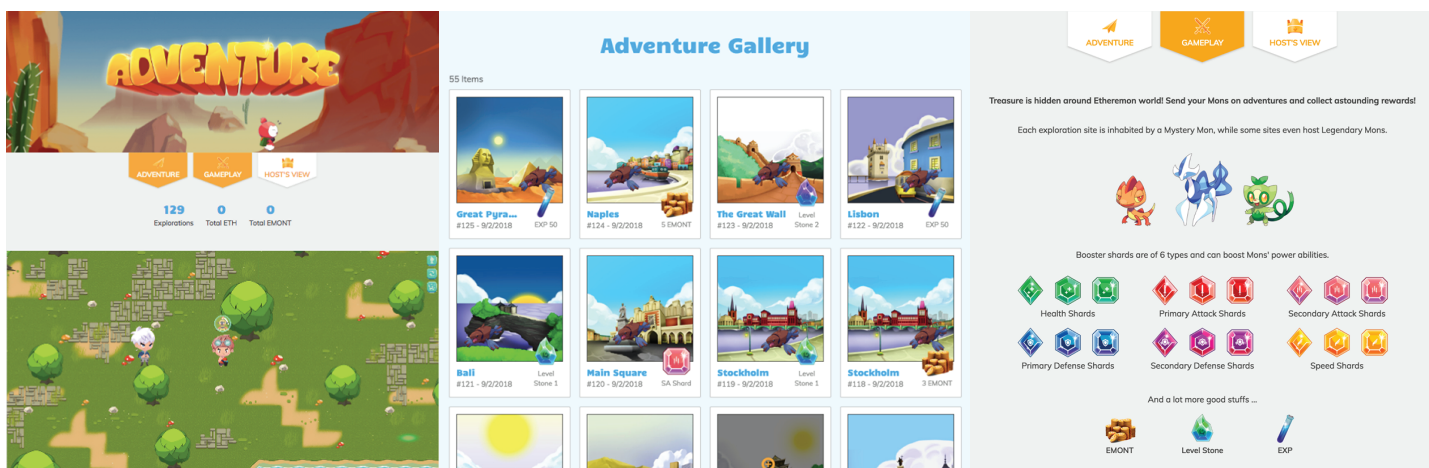 ADVENTURE
ADVENTURE
GAMEPLAY
HOST'S VIEW
129
0
0
Explorations
Total ETH
Total EMONT
Adventure Gallery
55 Items
Great Pyra...
#125 - 9/2/2018
EXP 50
Naples
#124 - 9/2/2018
5 EMONT
The Great Wall
#123 - 9/2/2018
Level
Stone 2
Lisbon
#122 - 9/2/2018
EXP 50
Bali
#121 - 9/2/2018
Level
Stone 1
Main Square
#120 - 9/2/2018
SA Shard
Stockholm
#119 - 9/2/2018
Level
Stone 1
Stockholm
#118 - 9/2/2018
3 EMONT
ADVENTURE
GAMEPLAY
HOST'S VIEW
Treasure is hidden around Etheremon world! Send your Mons on adventures and collect astounding rewards!
Each exploration site is inhabited by a Mystery Mon, while some sites even host Legendary Mons.
Booster shards are of 6 types and can boost Mons' power abilities.
Health Shards
Primary Attack Shards
Secondary Attack Shards
Primary Defense Shards
Secondary Defense Shards
Speed Shards
And a lot more good stuffs ...
EMONT
Level Stone
EXP